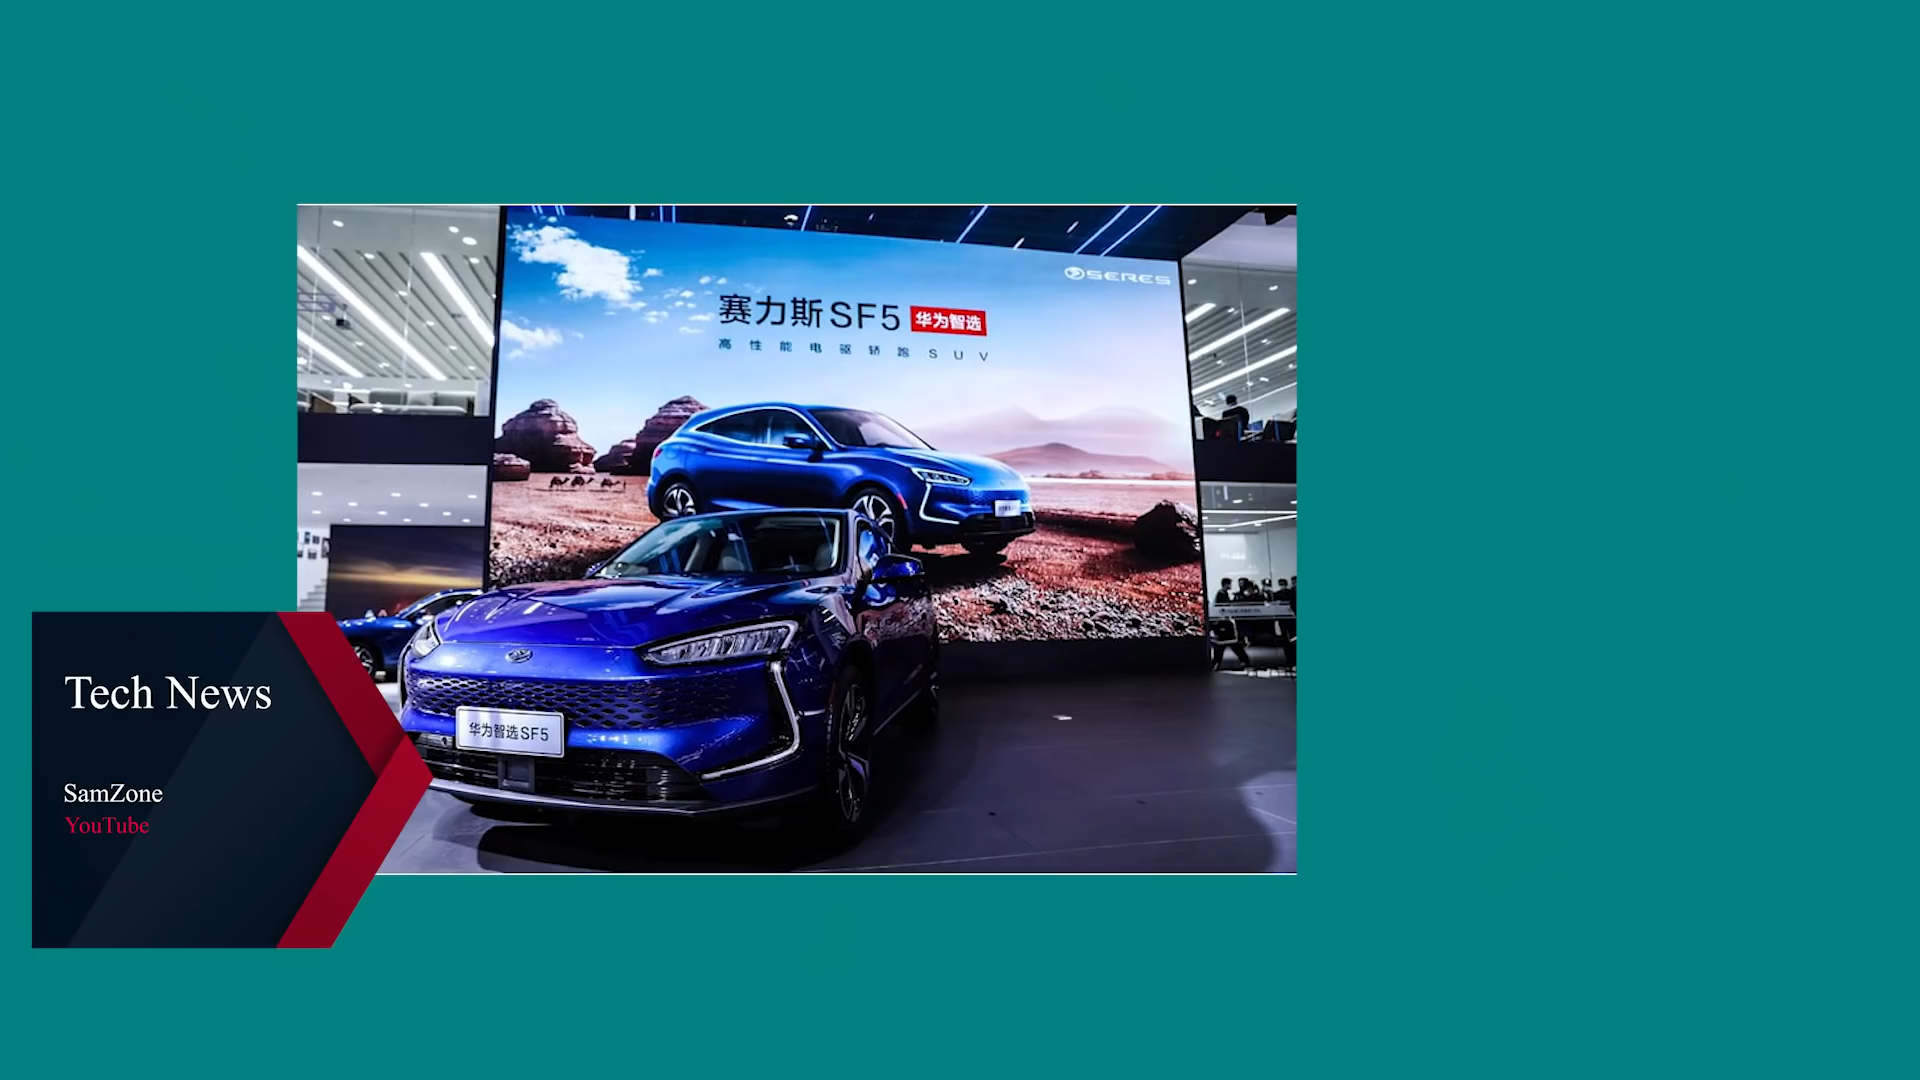 SERES
赛力斯SF5 华为智选
高性能电驱轿跑SUV
华为智选SF5
Tech News
SamZone
YouTube